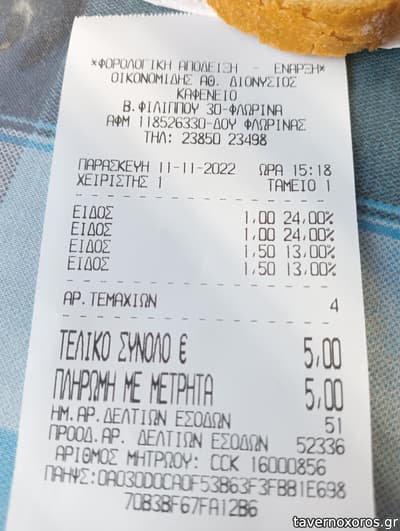 *ΦΟΡΟΛΟΓΙΚΗ ΑΠΟΔΕΙΞΗ - ΕΝΑΡΞΗ*
ΟΙΚΟΝΟΜΙΔΗΣ ΑΘ. ΔΙΟΝΥΣΙΟΣ
ΚΑΦΕΝΕΙΟ
Β.ΦΙΛΙΠΠΟΥ 30-ΦΛΩΡΙΝΑ
ΑΦΜ 118526330-ΔΟΥ ΦΛΩΡΙΝΑΣ
ΤΗΛ: 23850 23498
ΠΑΡΑΣΚΕΥΗ 11-11-2022 ΩΡΑ 15:18
ΧΕΙΡΙΣΤΗΣ 1 ΤΑΜΕΙΟ 1
ΕΙΔΟΣ 1,00 24,00%
ΕΙΔΟΣ 1,00 24,00%
ΕΙΔΟΣ 1,50 13,00%
ΕΙΔΟΣ 1,50 13,00%
ΑΡ.ΤΕΜΑΧΙΩΝ 4
ΤΕΛΙΚΟ ΣΥΝΟΛΟ € 5,00
ΠΛΗΡΩΜΗ ΜΕ ΜΕΤΡΗΤΑ 5,00
ΗΜ.ΑΡ.ΔΕΛΤΙΩΝ ΕΣΟΔΩΝ 51
ΠΡΟΟΔ.ΑΡ. ΔΕΛΤΙΩΝ ΕΣΟΔΩΝ 52336
ΑΡΙΘΜΟΣ ΜΗΤΡΩΟΥ: CCK 16000856
ΠΑΗΨΣ:0A030D0CA0F53B63F3FBB1E698
70B3BF67FA12B6
tavernoxoros.gr